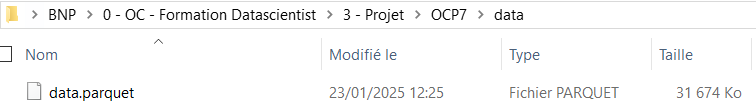 BNP > 0 - OC - Formation Datascientist > 3 - Projet > OCP7 > data
Nom Modifié le Type Taille
data.parquet 23/01/2025 12:25 Fichier PARQUET 31 674 Ko